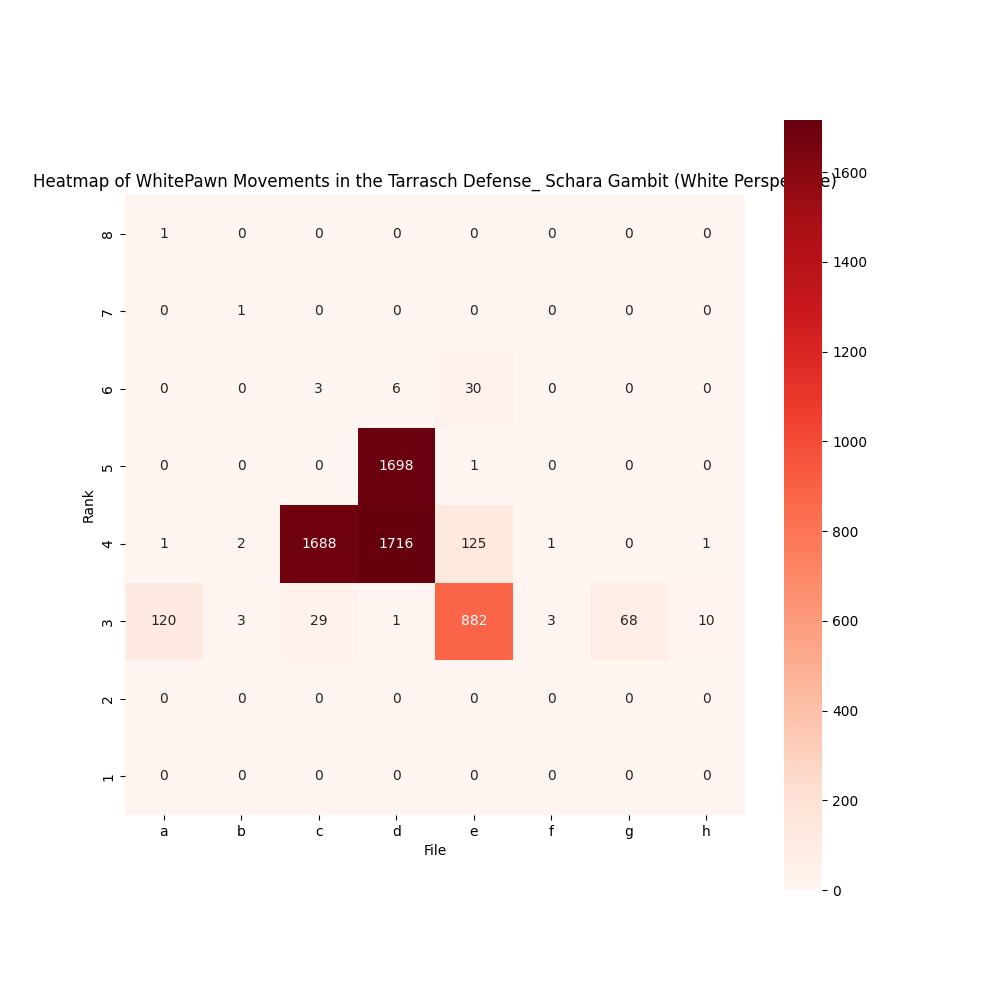 Heatmap of WhitePawn Movements in the Tarrasch Defense_ Schara Gambit (White Perspective)
8 1 0 0 0 0 0 0 0
7 0 1 0 0 0 0 0 0
6 0 0 3 6 30 0 0 0
5 0 0 0 1698 1 0 0 0
4 1 2 1688 1716 125 1 0 1
3 120 3 29 1 882 3 68 10
2 0 0 0 0 0 0 0 0
1 0 0 0 0 0 0 0 0
a b c d e f g h
File
Rank
1600
1400
1200
1000
800
600
400
200
0